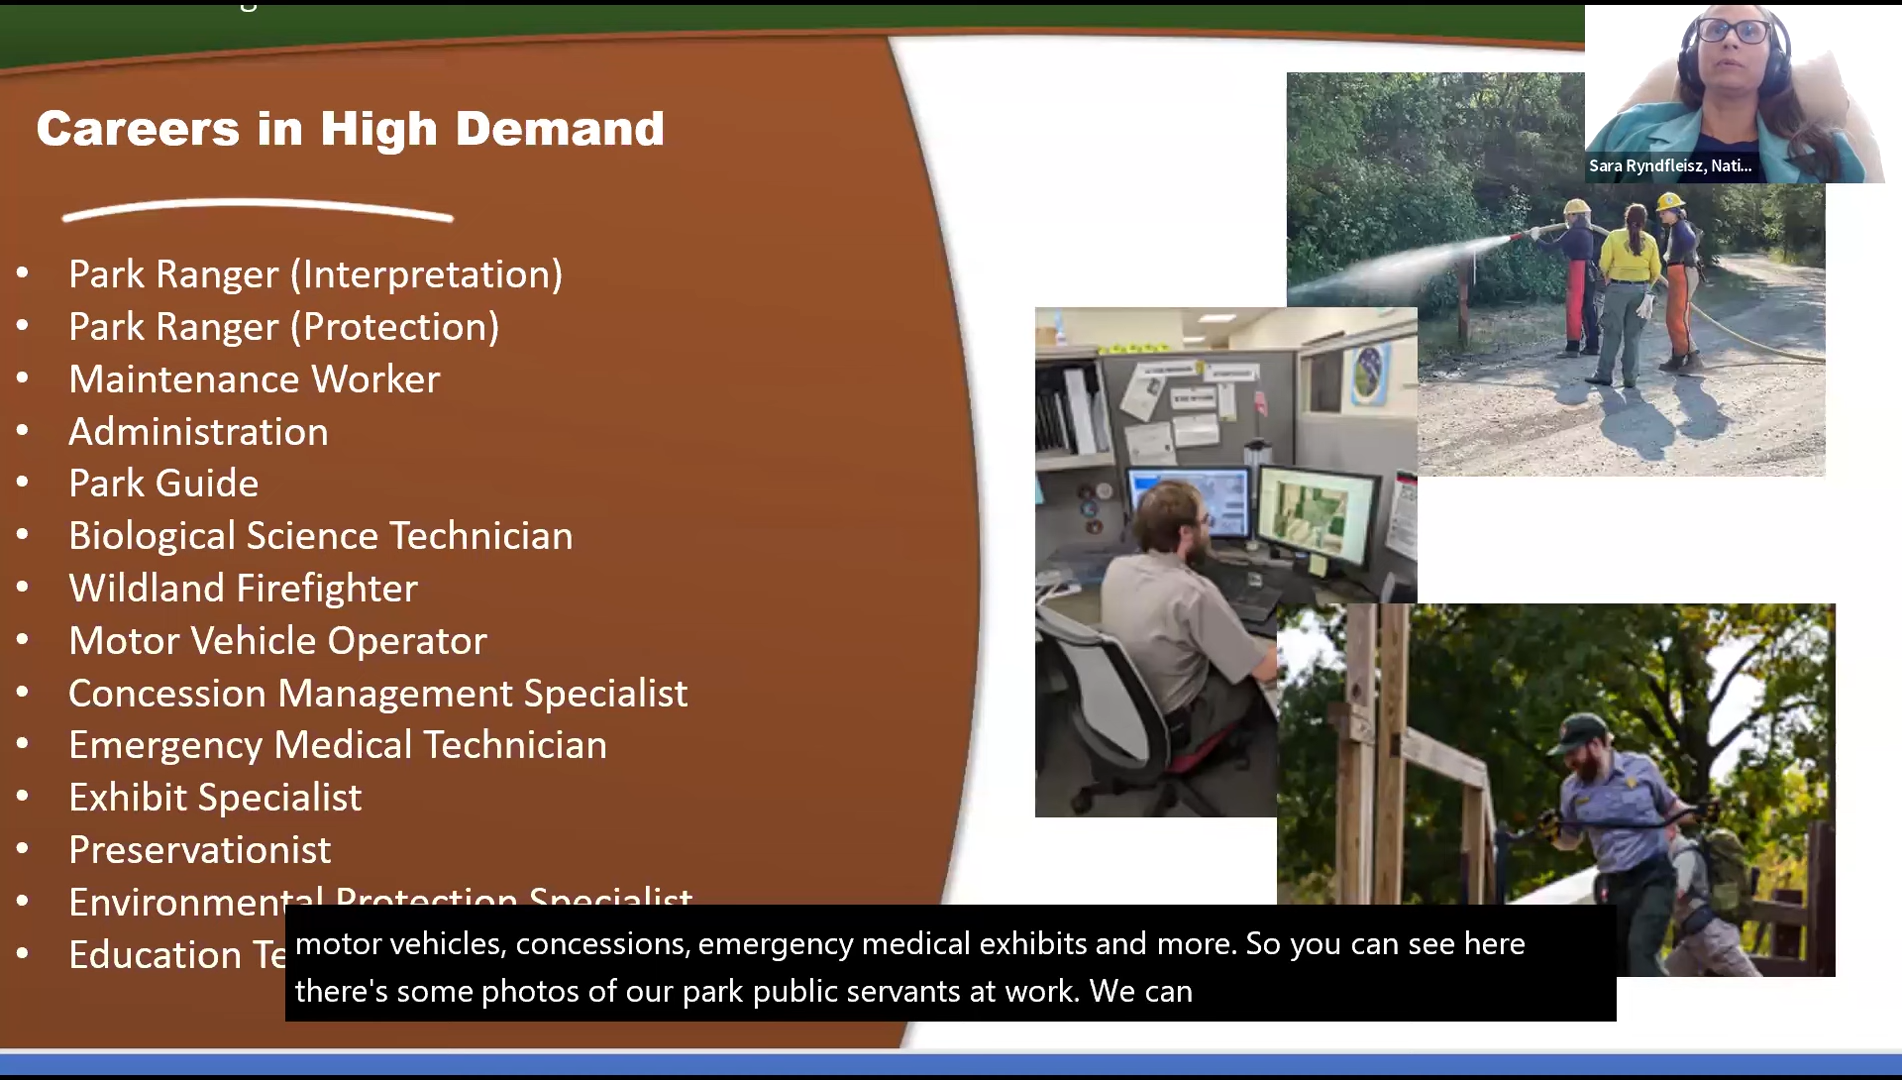 Careers in High Demand
Sara Ryndfleisz, Nati...
• Park Ranger (Interpretation)
• Park Ranger (Protection)
• Maintenance Worker
• Administration
• Park Guide
• Biological Science Technician
• Wildland Firefighter
• Motor Vehicle Operator
• Concession Management Specialist
• Emergency Medical Technician
• Exhibit Specialist
• Preservationist
• Environmental Protection Specialist
• Education Te
motor vehicles, concessions, emergency medical exhibits and more. So you can see here
there's some photos of our park public servants at work. We can